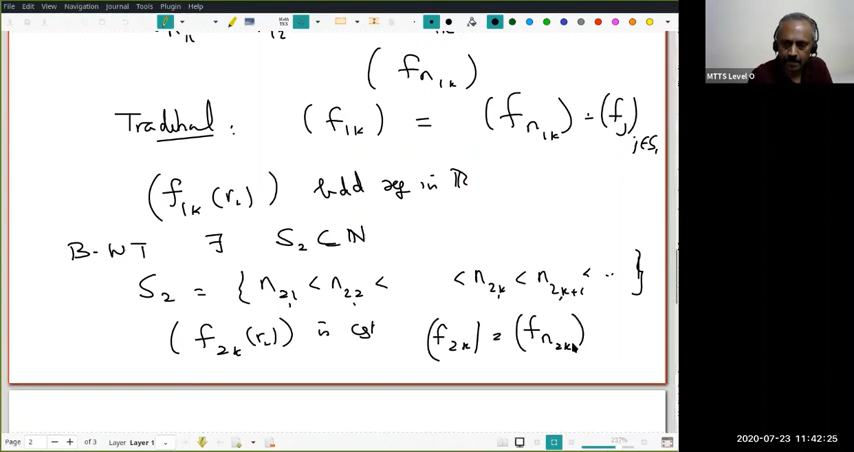 File Edit View Navigation Journal Tools Plugin Help
(f_{n_{1k}})
Traditional : (f_{1k}) = (f_{n_{1k}}) = (f_j)_{j∈S_1}
(f_{1k}(r_2)) bdd seq in ℝ
B-WT ∃ S_2 ⊂ ℕ
S_2 = { n_{21} < n_{22} < < n_{2k} < n_{2k+1} < .. }
(f_{2k}(r_2)) is cgt (f_{2k}) = (f_{n_{2k}})
Page 2 of 3 Layer Layer 1 237%
MTTS Level O
2020-07-23 11:42:25